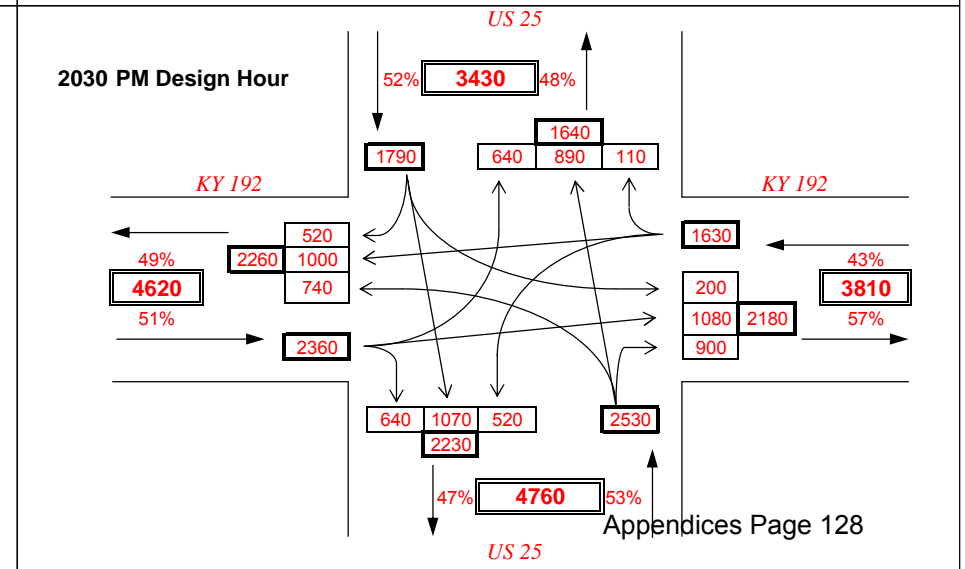 US 25
2030 PM Design Hour
52% 3430 48%
1640
1790 640 890 110
KY 192 KY 192
520 1630
49% 2260 1000 43%
4620 740 200 3810
51% 1080 2180 57%
2360 900
640 1070 520 2530
2230
47% 4760 53%
Appendices Page 128
US 25